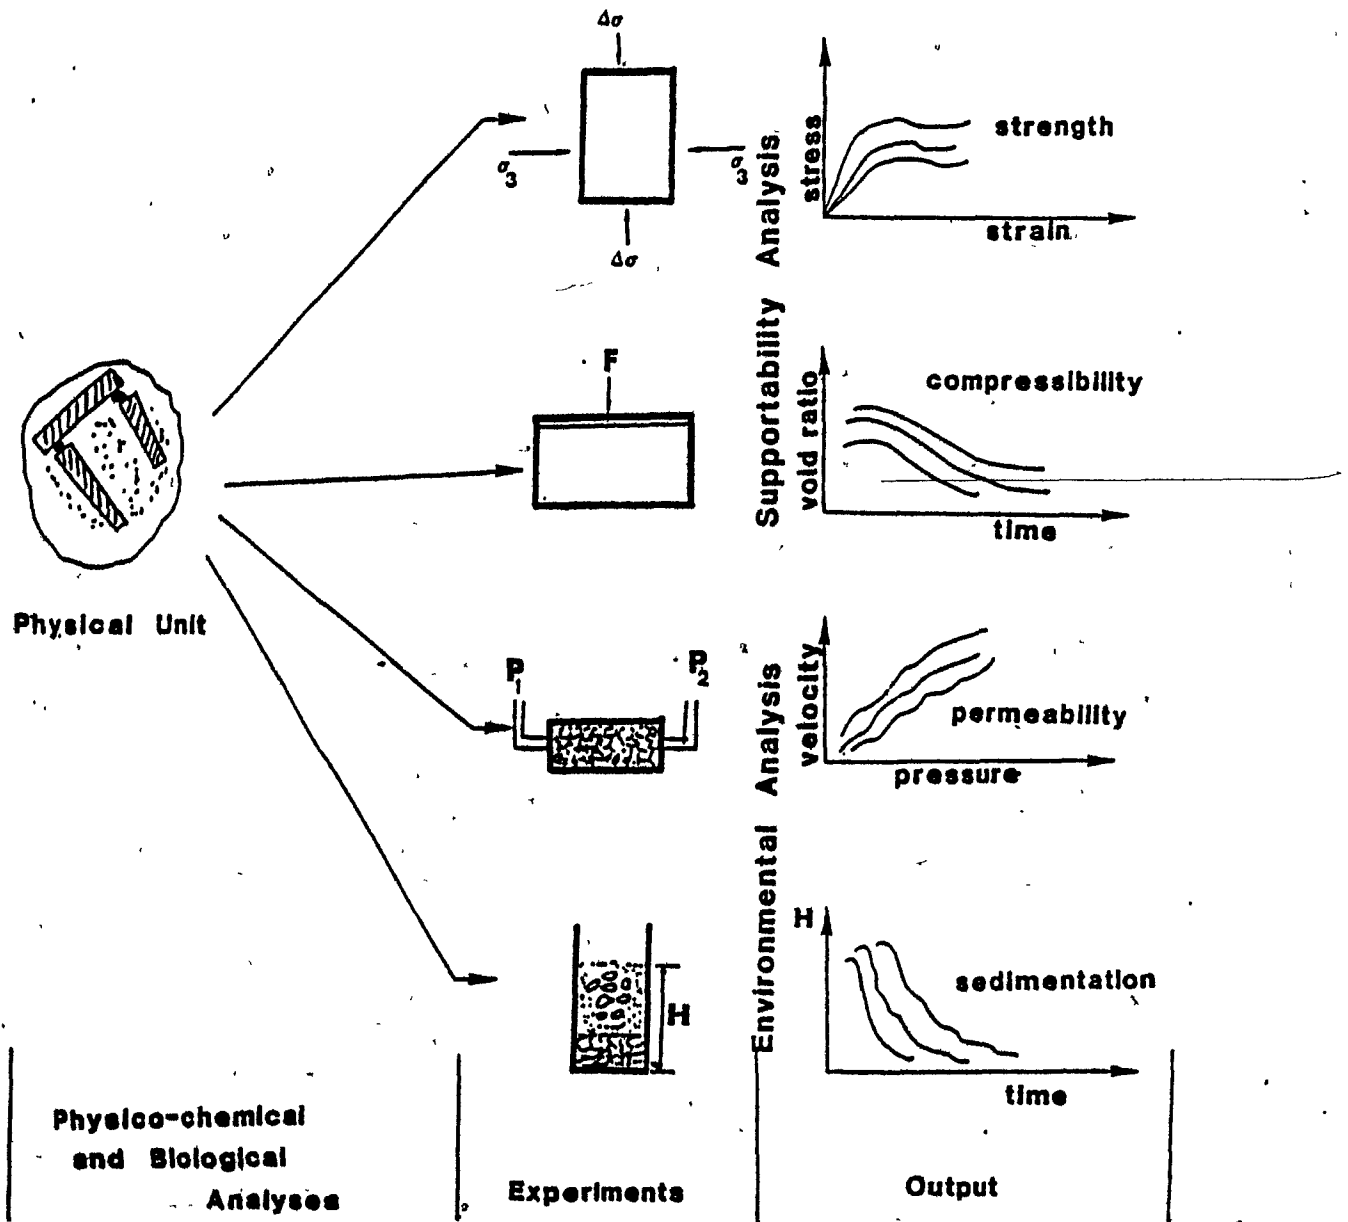 Δσ
σ3
σ3
Δσ
Supportability Analysis
stress
strength
strain
Physical Unit
F
void ratio
compressibility
time
P1
P2
Environmental Analysis
velocity
permeability
pressure
H
H
sedimentation
time
Physico-chemical
and Biological
Analyses
Experiments
Output